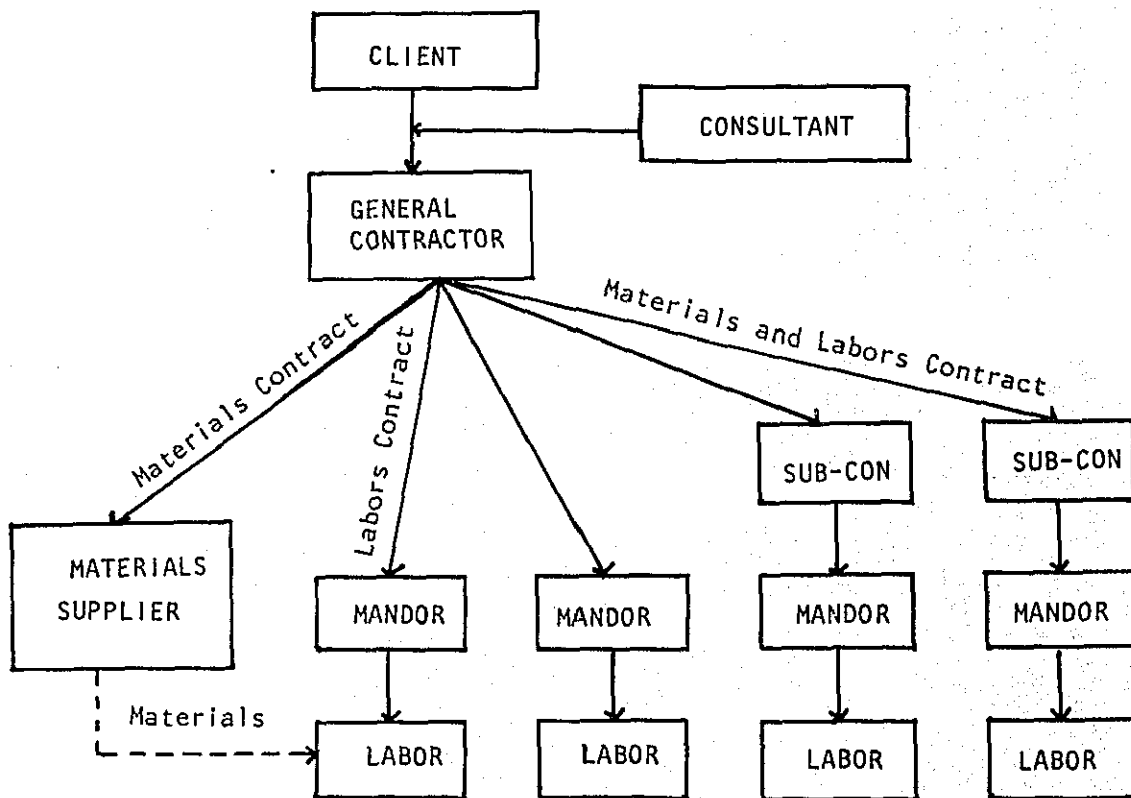 CLIENT
CONSULTANT
GENERAL
CONTRACTOR
Materials Contract
Labors Contract
Materials and Labors Contract
SUB-CON
SUB-CON
MATERIALS
SUPPLIER
MANDOR
MANDOR
MANDOR
MANDOR
Materials
LABOR
LABOR
LABOR
LABOR